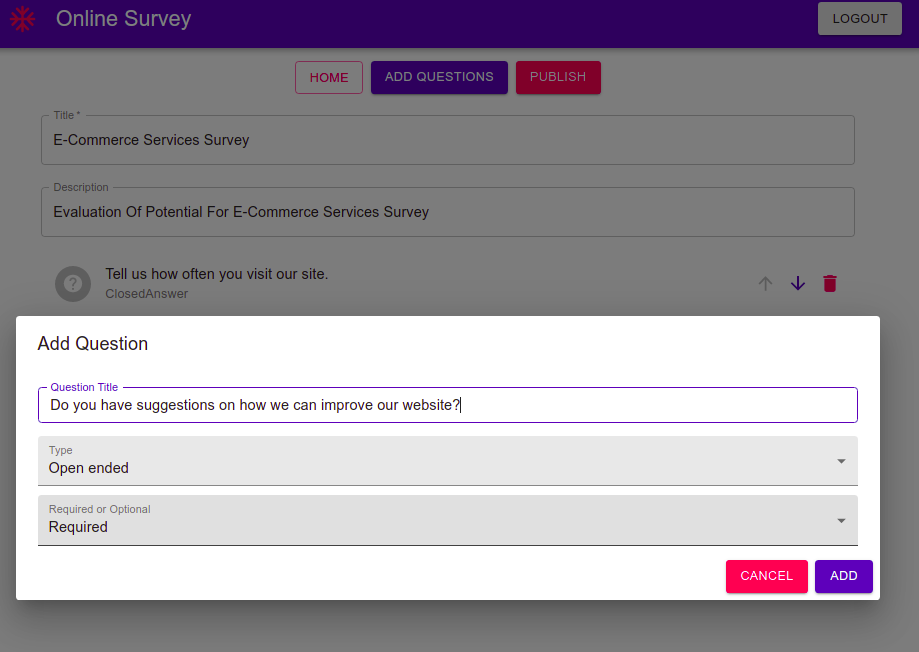 Online Survey
LOGOUT
HOME
ADD QUESTIONS
PUBLISH
Title *
E-Commerce Services Survey
Description
Evaluation Of Potential For E-Commerce Services Survey
?
Tell us how often you visit our site.
ClosedAnswer
Add Question
Question Title
Do you have suggestions on how we can improve our website?
Type
Open ended
Required or Optional
Required
CANCEL
ADD